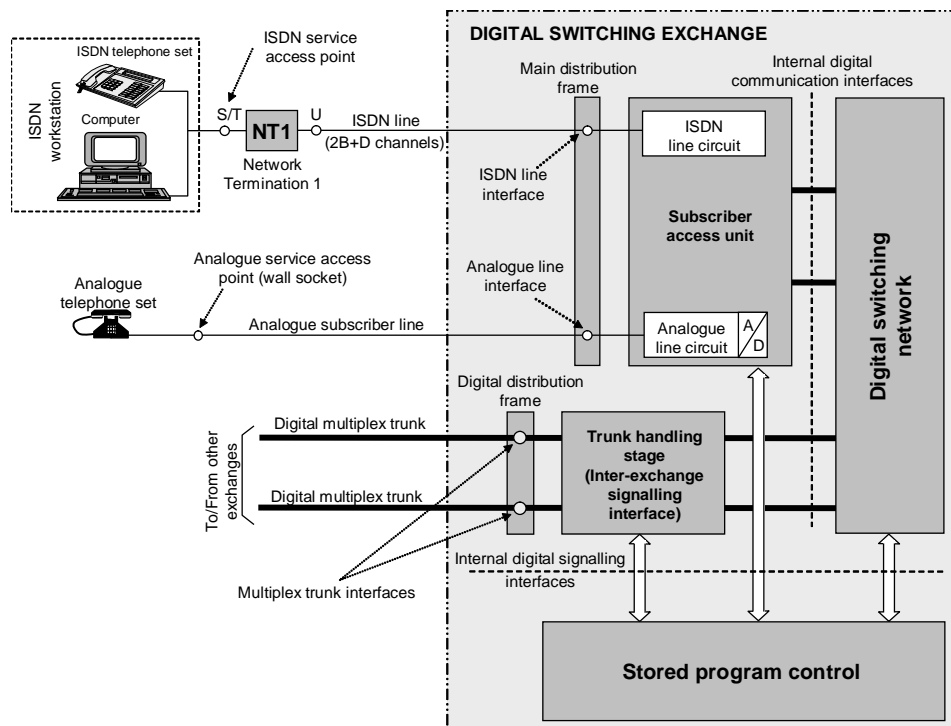 DIGITAL SWITCHING EXCHANGE
ISDN service
access point
ISDN telephone set
Computer
ISDN
workstation
S/T
NT1
U
Network
Termination 1
ISDN line
(2B+D channels)
Main distribution
frame
Internal digital
communication interfaces
ISDN
line circuit
ISDN line
interface
Subscriber
access unit
Digital switching
network
Analogue service access
point (wall socket)
Analogue
telephone set
Analogue subscriber line
Analogue line
interface
Analogue
line circuit
A
D
Digital distribution
frame
To/From other
exchanges
Digital multiplex trunk
Digital multiplex trunk
Trunk handling
stage
(Inter-exchange
signalling
interface)
Multiplex trunk interfaces
Internal digital signalling
interfaces
Stored program control